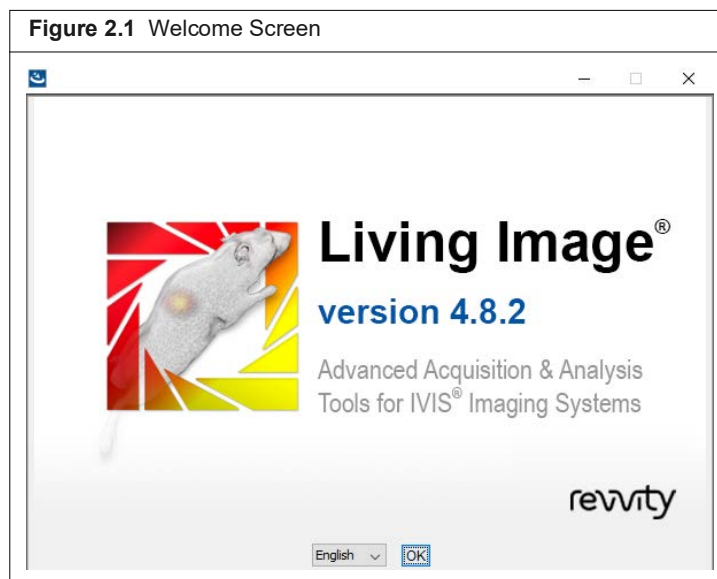 Figure 2.1 Welcome Screen
Living Image®
version 4.8.2
Advanced Acquisition & Analysis
Tools for IVIS® Imaging Systems
revvity
English
OK